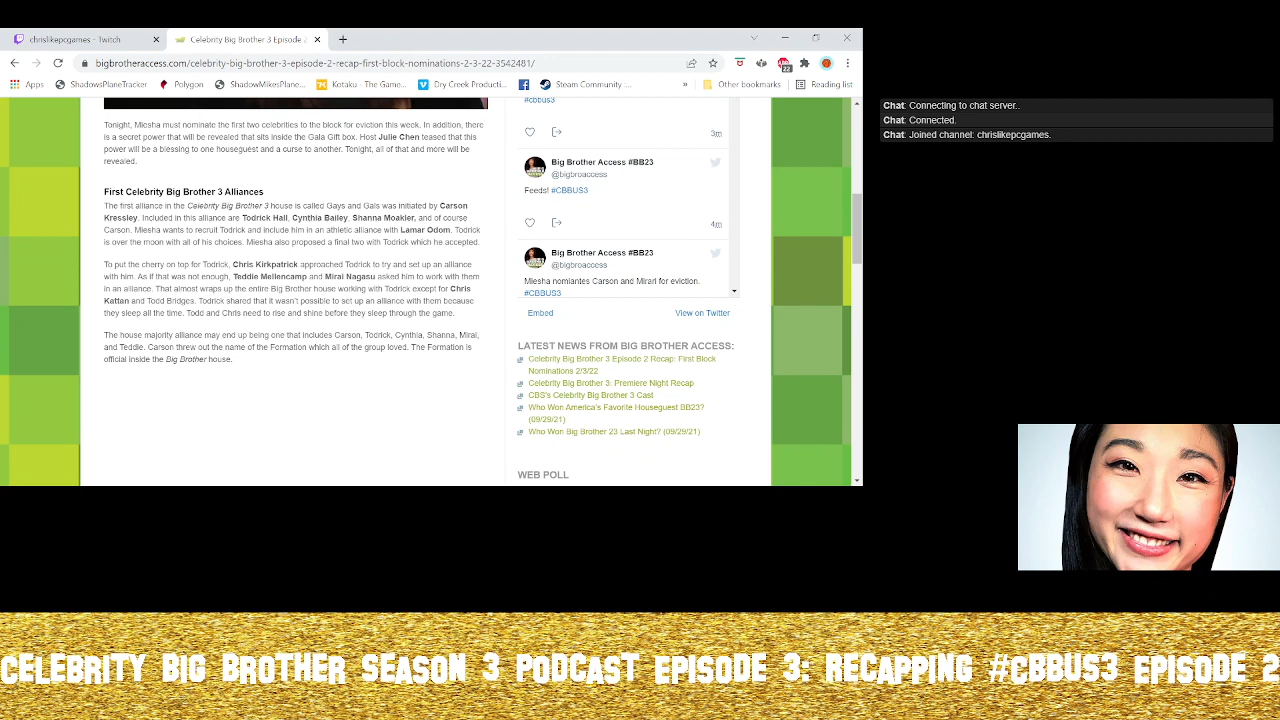 chrislikepcgames - Twitch
Celebrity Big Brother 3 Episode 2
bigbrotheraccess.com/celebrity-big-brother-3-episode-2-recap-first-block-nominations-2-3-22-3542481/
Apps
ShadowsPlaneTracker
Polygon
ShadowMikesPlane...
Kotaku - The Game...
Dry Creek Productio...
Steam Community:...
»
Other bookmarks
Reading list
Tonight, Miesha must nominate the first two celebrities to the block for eviction this week. In addition, there
is a secret power that will be revealed that sits inside the Gala Gift box. Host Julie Chen teased that this
power will be a blessing to one houseguest and a curse to another. Tonight, all of that and more will be
revealed.
First Celebrity Big Brother 3 Alliances
The first alliance in the Celebrity Big Brother 3 house is called Gays and Gals was initiated by Carson
Kressley. Included in this alliance are Todrick Hall, Cynthia Bailey, Shanna Moakler, and of course
Carson. Miesha wants to recruit Todrick and include him in an athletic alliance with Lamar Odom. Todrick
is over the moon with all of his choices. Miesha also proposed a final two with Todrick which he accepted.
To put the cherry on top for Todrick, Chris Kirkpatrick approached Todrick to try and set up an alliance
with him. As if that was not enough, Teddie Mellencamp and Mirai Nagasu asked him to work with them
in an alliance. That almost wraps up the entire Big Brother house working with Todrick except for Chris
Kattan and Todd Bridges. Todrick shared that it wasn't possible to set up an alliance with them because
they sleep all the time. Todd and Chris need to rise and shine before they sleep through the game.
The house majority alliance may end up being one that includes Carson, Todrick, Cynthia, Shanna, Mirai,
and Teddie. Carson threw out the name of the Formation which all of the group loved. The Formation is
official inside the Big Brother house.
#cbbus3
3m
Big Brother Access #BB23
@bigbroaccess
Feeds! #CBBUS3
4m
Big Brother Access #BB23
@bigbroaccess
Miesha nomiantes Carson and Mirari for eviction.
#CBBUS3
Embed
View on Twitter
LATEST NEWS FROM BIG BROTHER ACCESS:
Celebrity Big Brother 3 Episode 2 Recap: First Block
Nominations 2/3/22
Celebrity Big Brother 3: Premiere Night Recap
CBS's Celebrity Big Brother 3 Cast
Who Won America's Favorite Houseguest BB23?
(09/29/21)
Who Won Big Brother 23 Last Night? (09/29/21)
WEB POLL
Chat: Connecting to chat server..
Chat: Connected.
Chat: Joined channel: chrislikepcgames.
CELEBRITY BIG BROTHER SEASON 3 PODCAST EPISODE 3: RECAPPING #CBBUS3 EPISODE 2